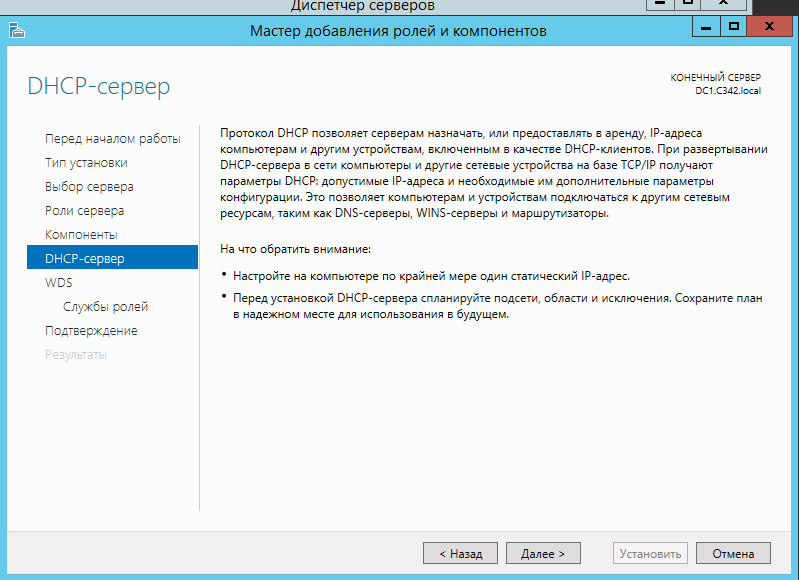 Диспетчер серверов
Мастер добавления ролей и компонентов
DHCP-сервер
КОНЕЧНЫЙ СЕРВЕР
DC1.C342.local
Перед началом работы
Тип установки
Выбор сервера
Роли сервера
Компоненты
DHCP-сервер
WDS
Службы ролей
Подтверждение
Результаты
Протокол DHCP позволяет серверам назначать, или предоставлять в аренду, IP-адреса
компьютерам и другим устройствам, включенным в качестве DHCP-клиентов. При развертывании
DHCP-сервера в сети компьютеры и другие сетевые устройства на базе TCP/IP получают
параметры DHCP: допустимые IP-адреса и необходимые им дополнительные параметры
конфигурации. Это позволяет компьютерам и устройствам подключаться к другим сетевым
ресурсам, таким как DNS-серверы, WINS-серверы и маршрутизаторы.
На что обратить внимание:
• Настройте на компьютере по крайней мере один статический IP-адрес.
• Перед установкой DHCP-сервера спланируйте подсети, области и исключения. Сохраните план
в надежном месте для использования в будущем.
< Назад
Далее >
Установить
Отмена